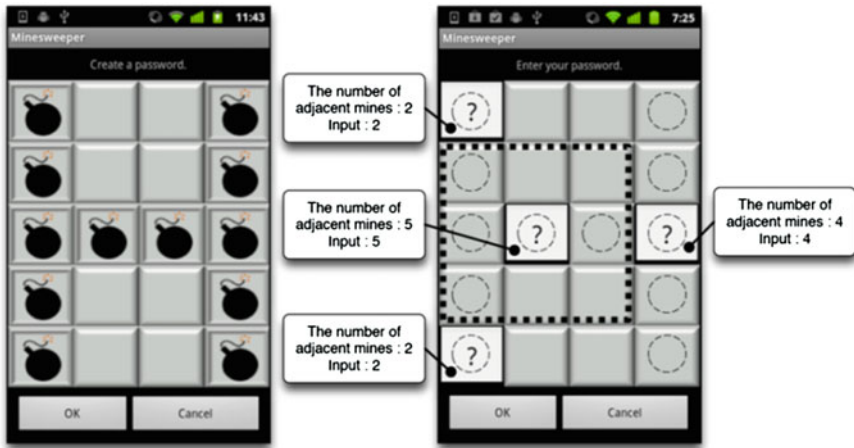 11:43
Minesweeper
Create a password.
OK
Cancel
The number of
adjacent mines : 2
Input : 2
The number of
adjacent mines : 5
Input : 5
The number of
adjacent mines : 2
Input : 2
7:25
Minesweeper
Enter your password.
?
?
?
?
OK
Cancel
The number of
adjacent mines : 4
Input : 4